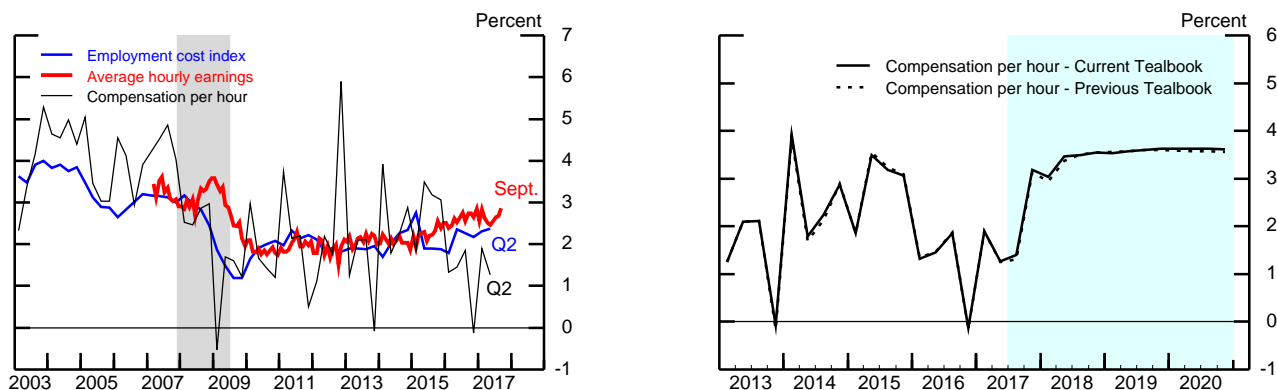 Percent
7
6
5
4
3
2
1
0
-1
Employment cost index
Average hourly earnings
Compensation per hour
Sept.
Q2
Q2
2003 2005 2007 2009 2011 2013 2015 2017
Percent
6
5
4
3
2
1
0
-1
Compensation per hour - Current Tealbook
Compensation per hour - Previous Tealbook
2013 2014 2015 2016 2017 2018 2019 2020